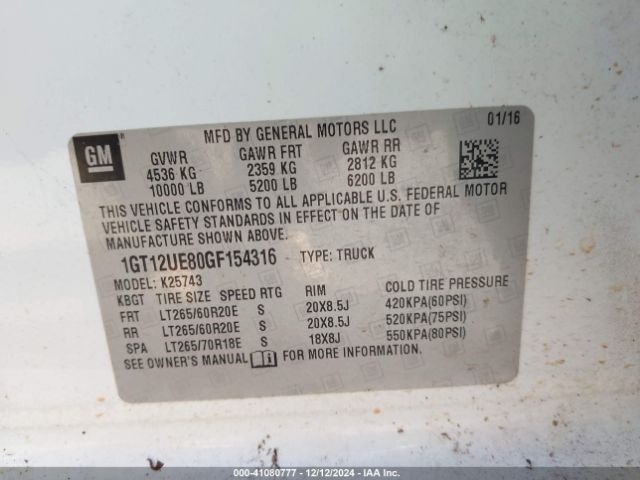 GM
®
MFD BY GENERAL MOTORS LLC
01/16
GVWR GAWR FRT GAWR RR
4536 KG 2359 KG 2812 KG
10000 LB 5200 LB 6200 LB
THIS VEHICLE CONFORMS TO ALL APPLICABLE U.S. FEDERAL MOTOR
VEHICLE SAFETY STANDARDS IN EFFECT ON THE DATE OF
MANUFACTURE SHOWN ABOVE.
1GT12UE80GF154316 TYPE: TRUCK
MODEL: K25743
KBGT TIRE SIZE SPEED RTG RIM COLD TIRE PRESSURE
FRT LT265/60R20E S 20X8.5J 420KPA(60PSI)
RR LT265/60R20E S 20X8.5J 520KPA(75PSI)
SPA LT265/70R18E S 18X8J 550KPA(80PSI)
SEE OWNER'S MANUAL FOR MORE INFORMATION.
000-41080777 - 12/12/2024 - IAA Inc.